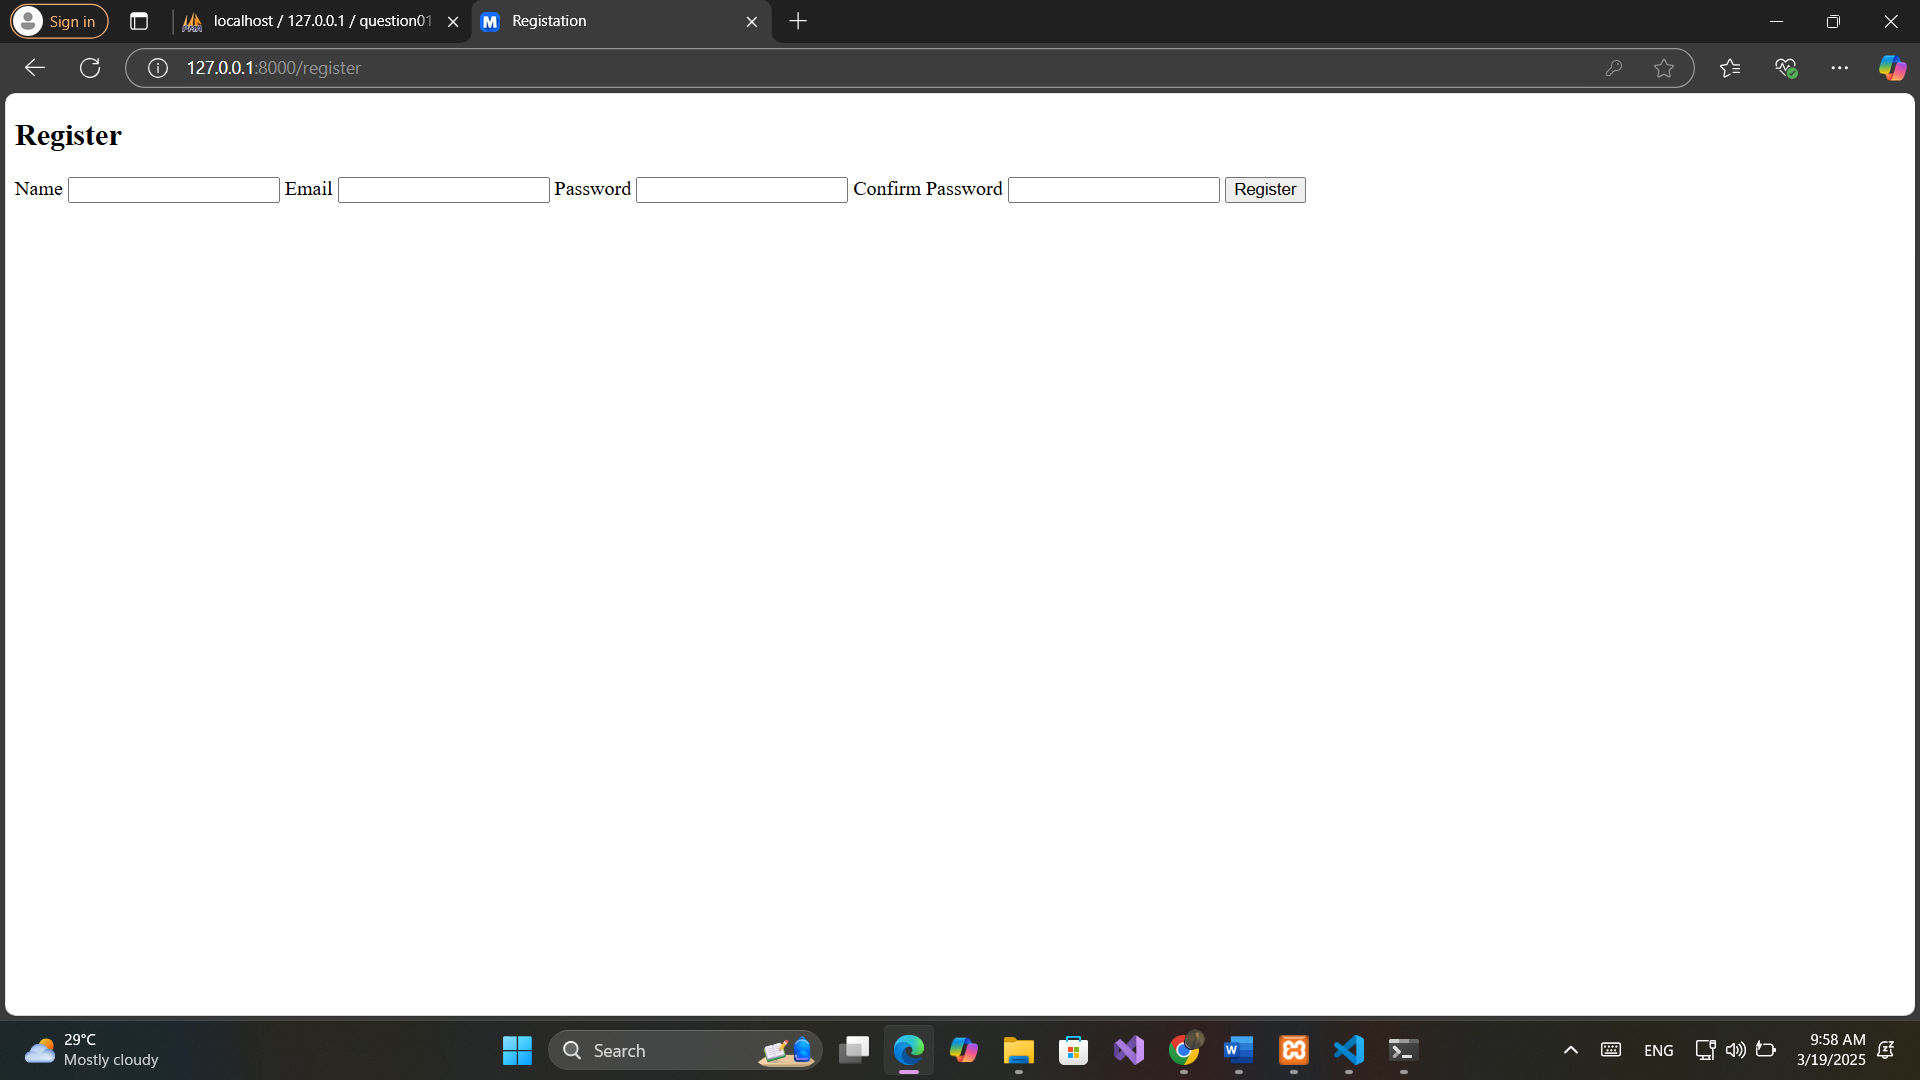 Sign in
localhost / 127.0.0.1 / question01
Registation
127.0.0.1:8000/register
Register
Name Email Password Confirm Password Register
29°C
Mostly cloudy
Search
ENG
9:58 AM
3/19/2025